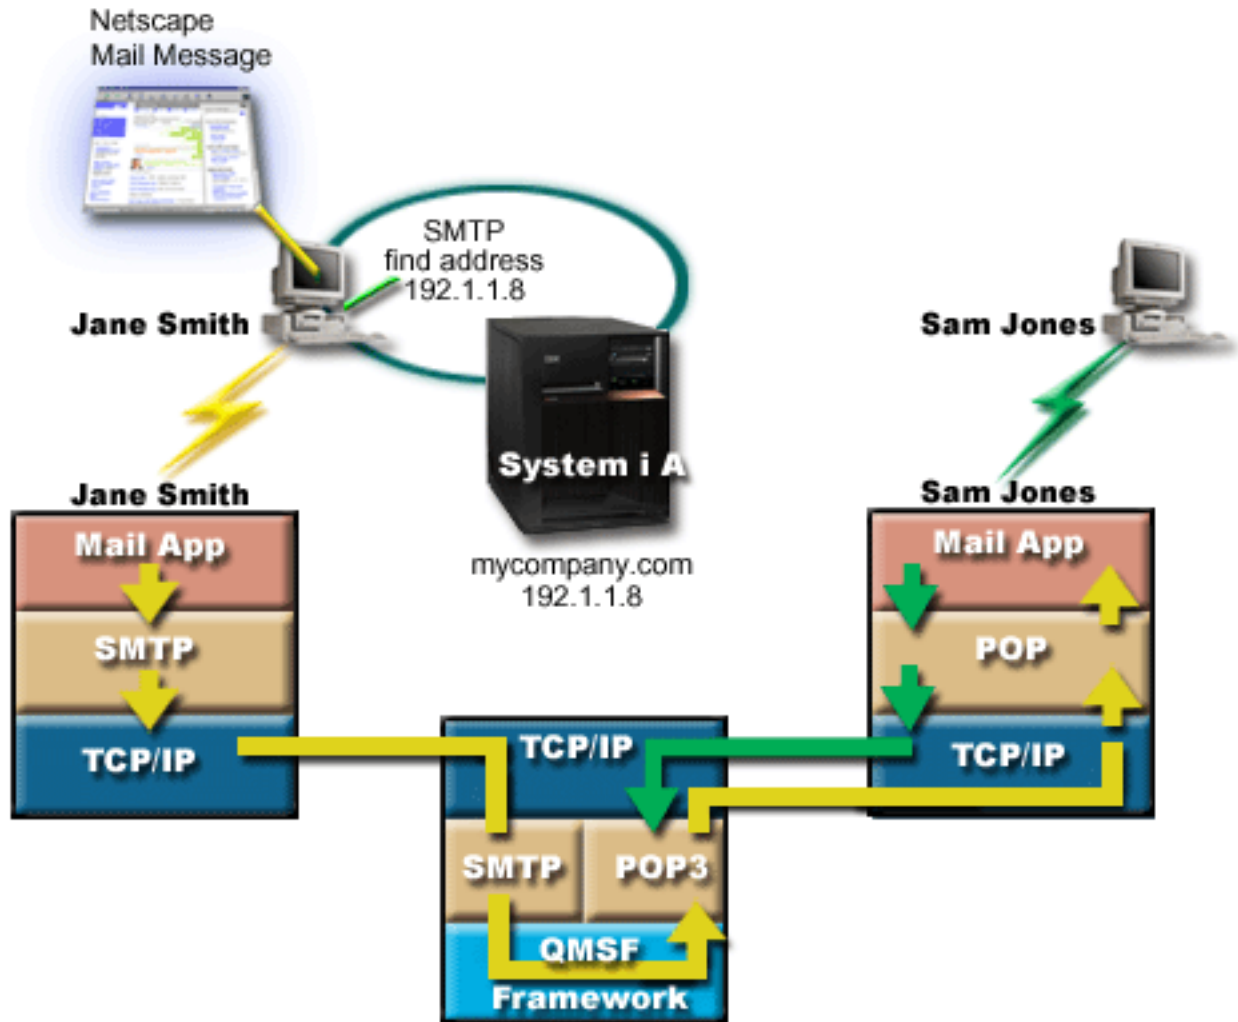 Netscape
Mail Message
SMTP
find address
192.1.1.8
Jane Smith
Sam Jones
IBM
System i A
mycompany.com
192.1.1.8
Jane Smith
Mail App
SMTP
TCP/IP
Sam Jones
Mail App
POP
TCP/IP
TCP/IP
SMTP
POP3
QMSF
Framework